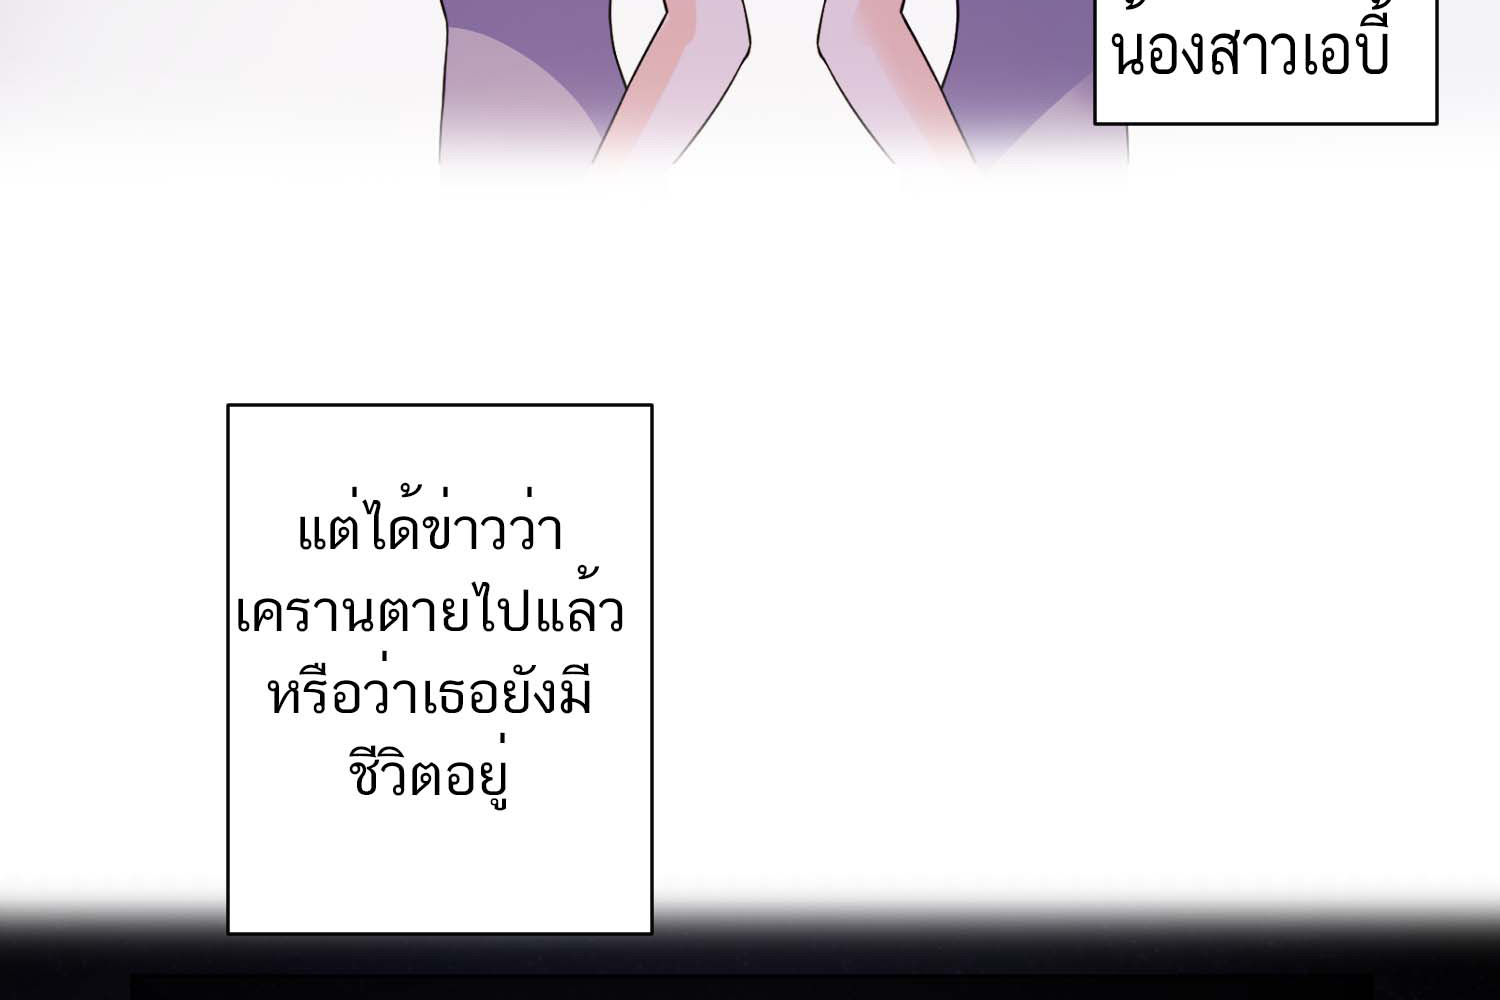 น้องสาวเอบี้
แต่ได้ข่าวว่า
เครานตายไปแล้ว
หรือว่าเธอยังมี
ชีวิตอยู่